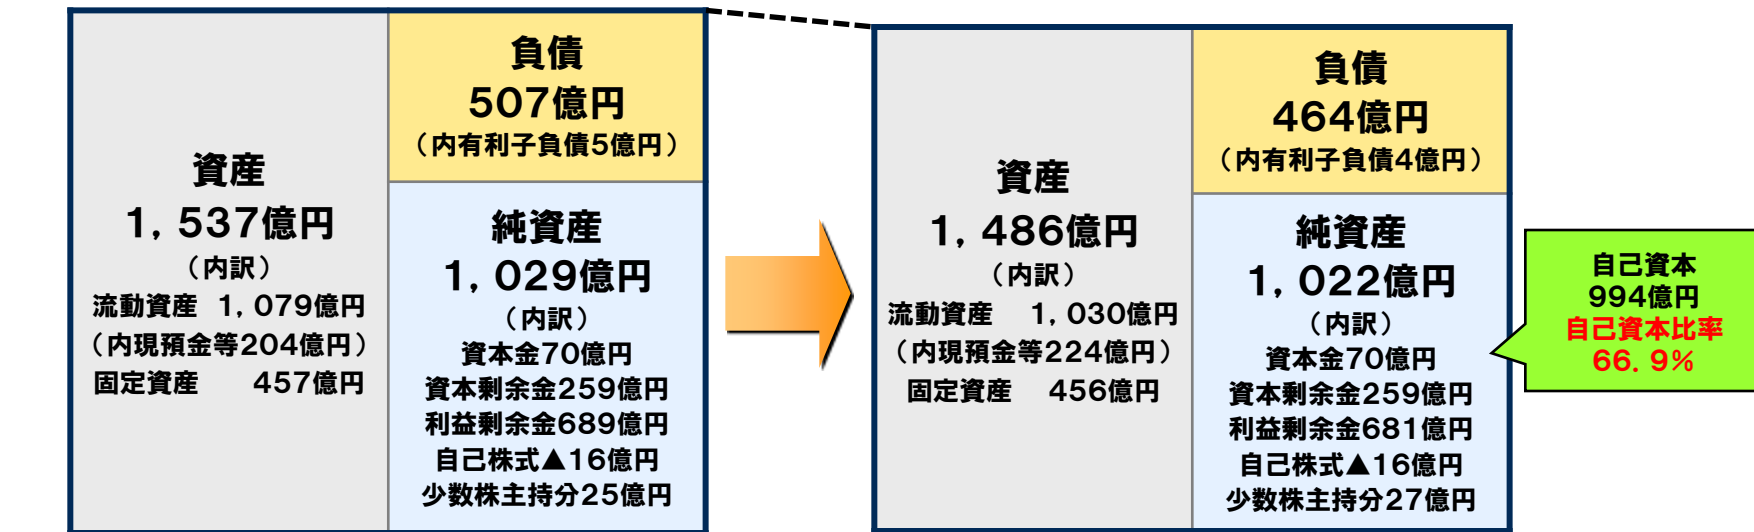 資産
1,537億円
（内訳）
流動資産 1,079億円
（内現預金等204億円）
固定資産 457億円
負債
507億円
（内有利子負債5億円）
純資産
1,029億円
（内訳）
資本金70億円
資本剰余金259億円
利益剰余金689億円
自己株式▲16億円
少数株主持分25億円
資産
1,486億円
（内訳）
流動資産 1,030億円
（内現預金等224億円）
固定資産 456億円
負債
464億円
（内有利子負債4億円）
純資産
1,022億円
（内訳）
資本金70億円
資本剰余金259億円
利益剰余金681億円
自己株式▲16億円
少数株主持分27億円
自己資本
994億円
自己資本比率
66.9%